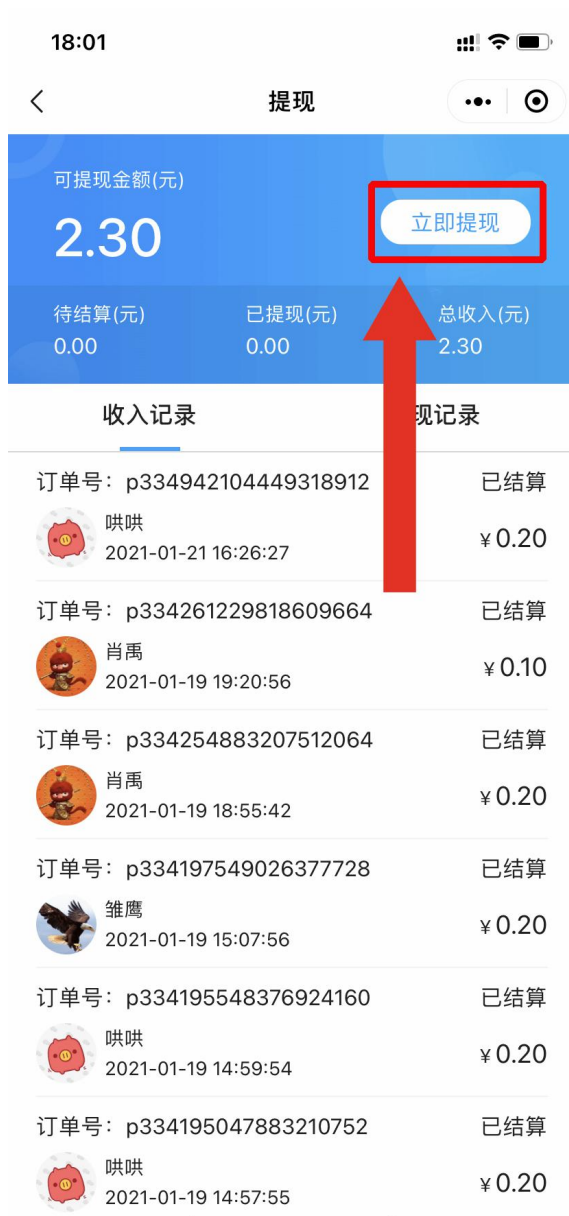 18:01
提现
可提现金额(元)
2.30
立即提现
待结算(元) 已提现(元) 总收入(元)
0.00 0.00 2.30
收入记录 现记录
订单号：p334942104449318912 已结算
哄哄
2021-01-21 16:26:27 ¥0.20
订单号：p334261229818609664 已结算
肖禹
2021-01-19 19:20:56 ¥0.10
订单号：p334254883207512064 已结算
肖禹
2021-01-19 18:55:42 ¥0.20
订单号：p334197549026377728 已结算
雏鹰
2021-01-19 15:07:56 ¥0.20
订单号：p334195548376924160 已结算
哄哄
2021-01-19 14:59:54 ¥0.20
订单号：p334195047883210752 已结算
哄哄
2021-01-19 14:57:55 ¥0.20